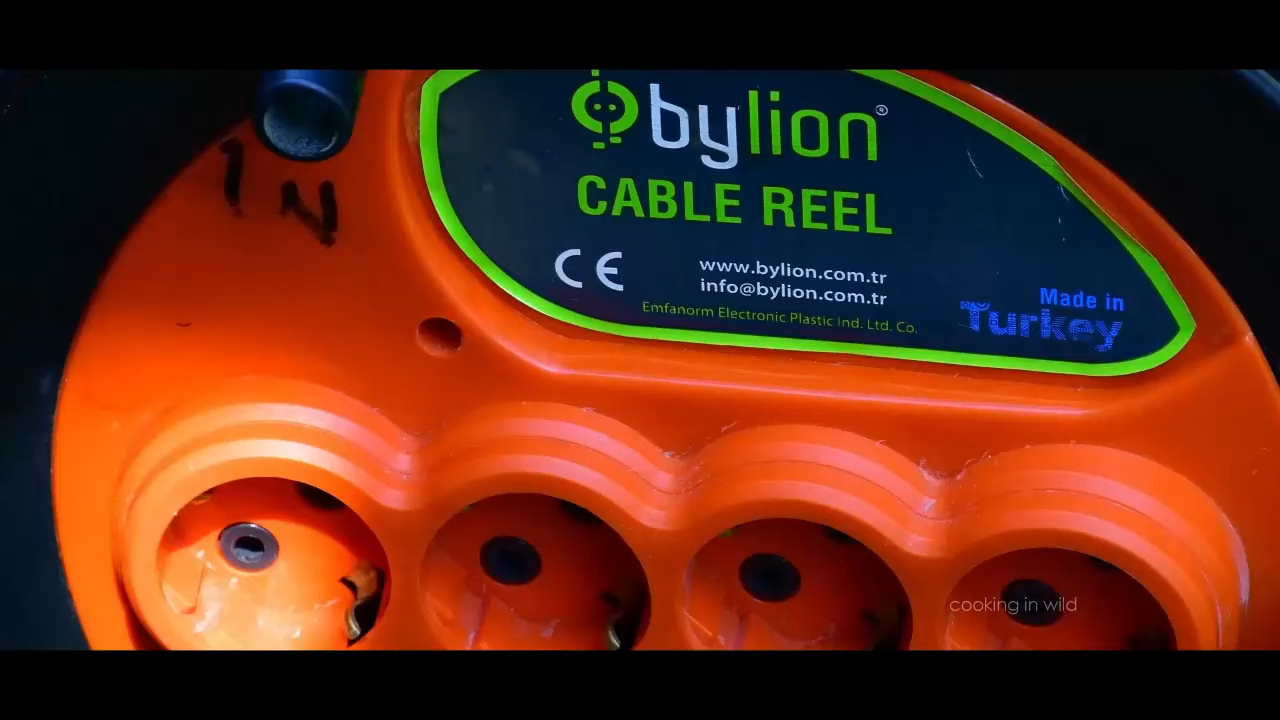 bylion®
CABLE REEL
CE
www.bylion.com.tr
info@bylion.com.tr
Emfanorm Electronic Plastic Ind. Ltd. Co.
Made in
Turkey
1 N
cooking in wild